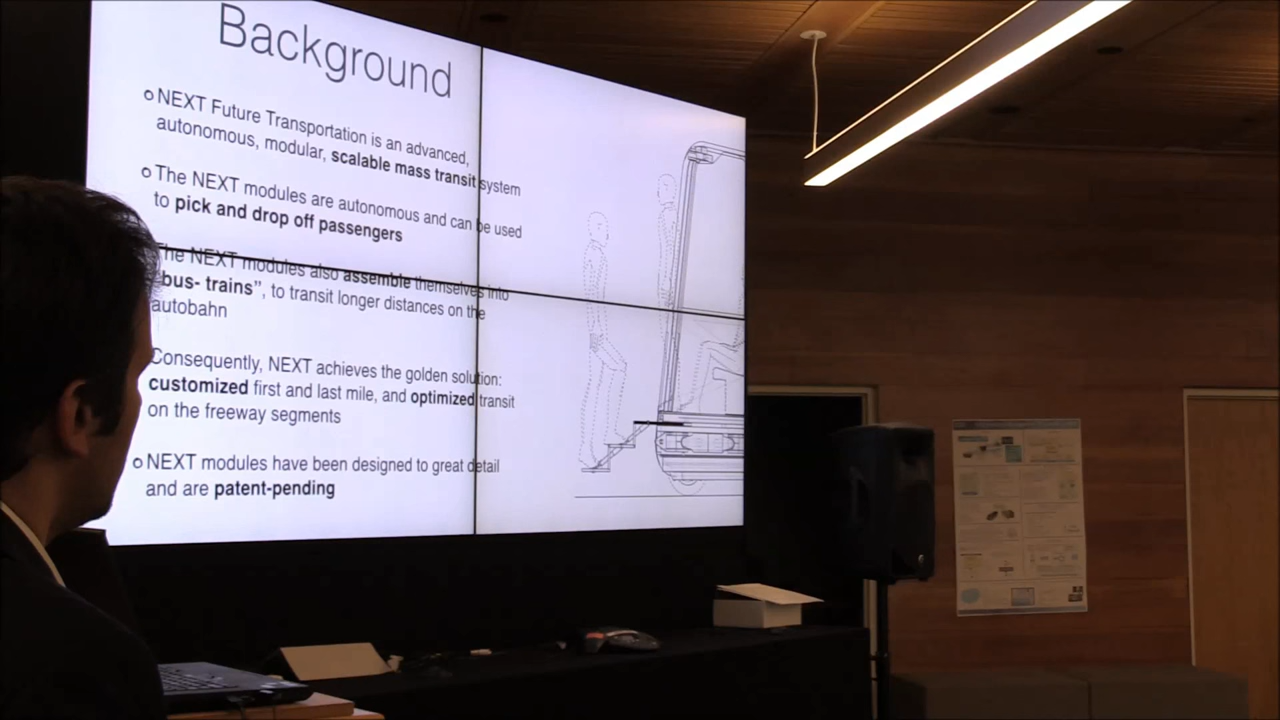 Background
NEXT Future Transportation is an advanced,
autonomous, modular, scalable mass transit system
The NEXT modules are autonomous and can be used
to pick and drop off passengers
The NEXT modules also assemble themselves into
bus- trains”, to transit longer distances on the
autobahn
Consequently, NEXT achieves the golden solution:
customized first and last mile, and optimized transit
on the freeway segments
NEXT modules have been designed to great detail
and are patent-pending